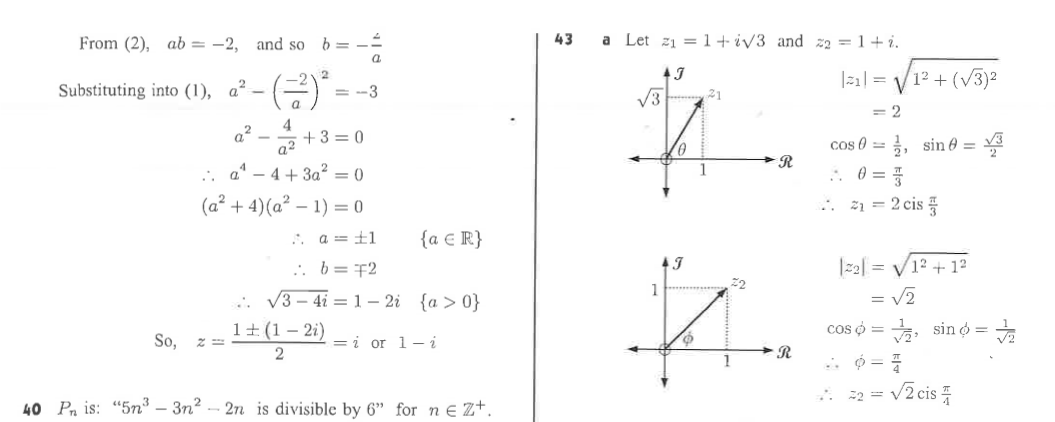 From (2), ab = −2, and so b = −2/a
Substituting into (1), a² − (−2/a)² = −3
a² − 4/a² + 3 = 0
∴ a⁴ − 4 + 3a² = 0
(a² + 4)(a² − 1) = 0
∴ a = ±1 {a ∈ ℝ}
∴ b = ∓2
∴ √(3 − 4i) = 1 − 2i {a > 0}
So, z = (1 ± (1 − 2i))/2 = i or 1 − i
40 Pₙ is: “5n³ − 3n² − 2n is divisible by 6” for n ∈ ℤ⁺.
43 a Let z₁ = 1 + i√3 and z₂ = 1 + i.
ℐ
√3
z₁
θ
1
ℛ
|z₁| = √(1² + (√3)²)
= 2
cos θ = 1/2, sin θ = √3/2
∴ θ = π/3
∴ z₁ = 2 cis π/3
ℐ
1
z₂
ϕ
1
ℛ
|z₂| = √(1² + 1²)
= √2
cos ϕ = 1/√2, sin ϕ = 1/√2
∴ ϕ = π/4
∴ z₂ = √2 cis π/4